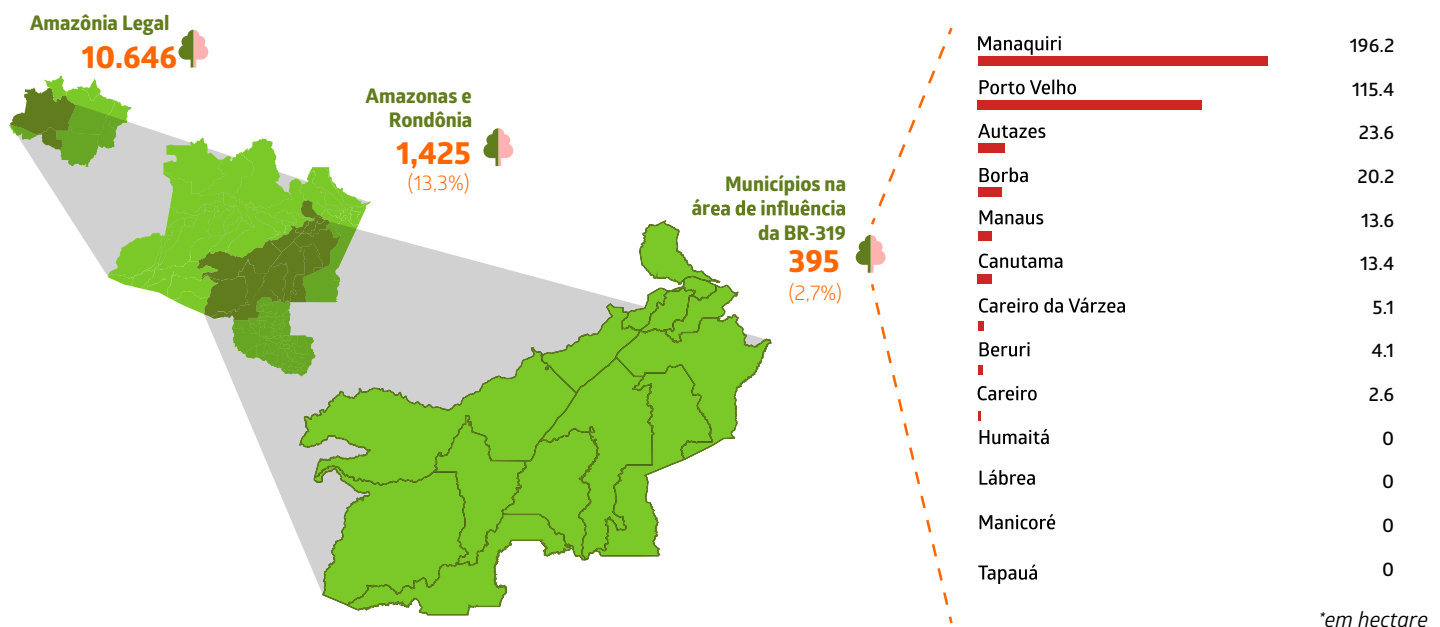 Amazônia Legal
10.646
Amazonas e
Rondônia
1,425
(13,3%)
Municípios na
área de influência
da BR-319
395
(2,7%)
Manaquiri 196.2
Porto Velho 115.4
Autazes 23.6
Borba 20.2
Manaus 13.6
Canutama 13.4
Careiro da Várzea 5.1
Beruri 4.1
Careiro 2.6
Humaitá 0
Lábrea 0
Manicoré 0
Tapauá 0
*em hectare